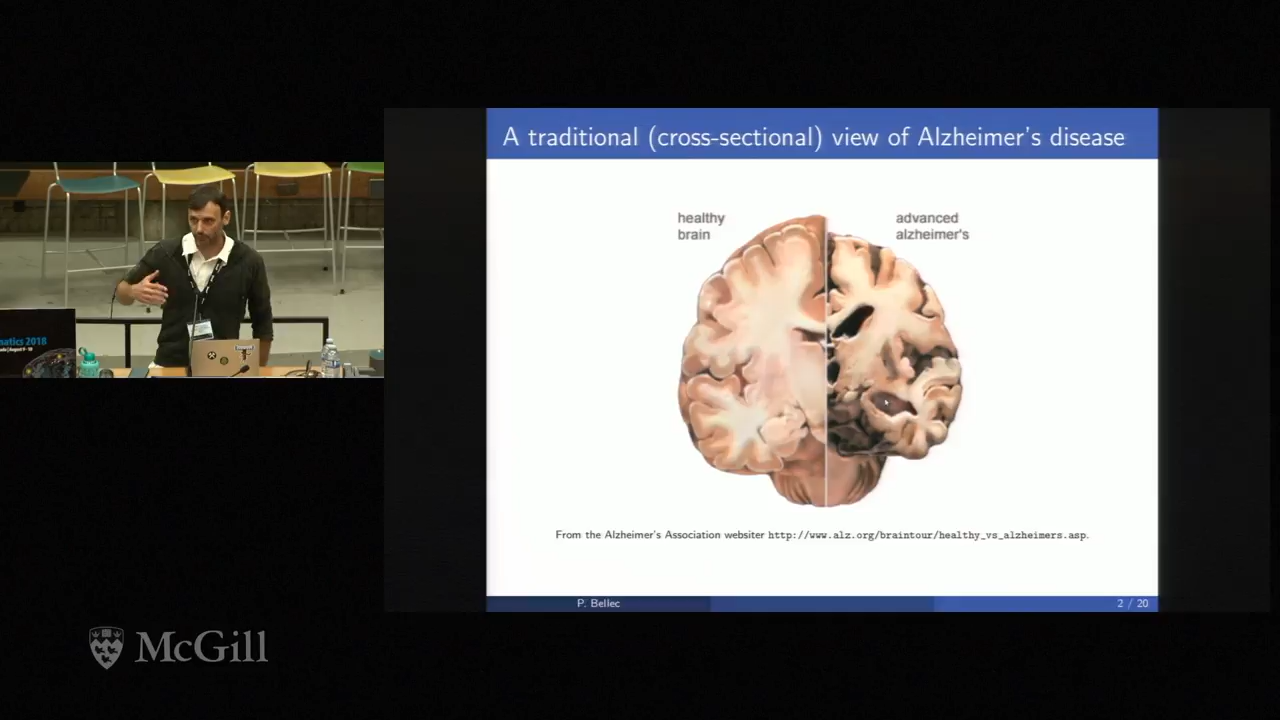 A traditional (cross-sectional) view of Alzheimer's disease
healthy
brain
advanced
alzheimer's
From the Alzheimer's Association websiter http://www.alz.org/braintour/healthy_vs_alzheimers.asp.
P. Bellec
2 / 20
matics 2018
McGill